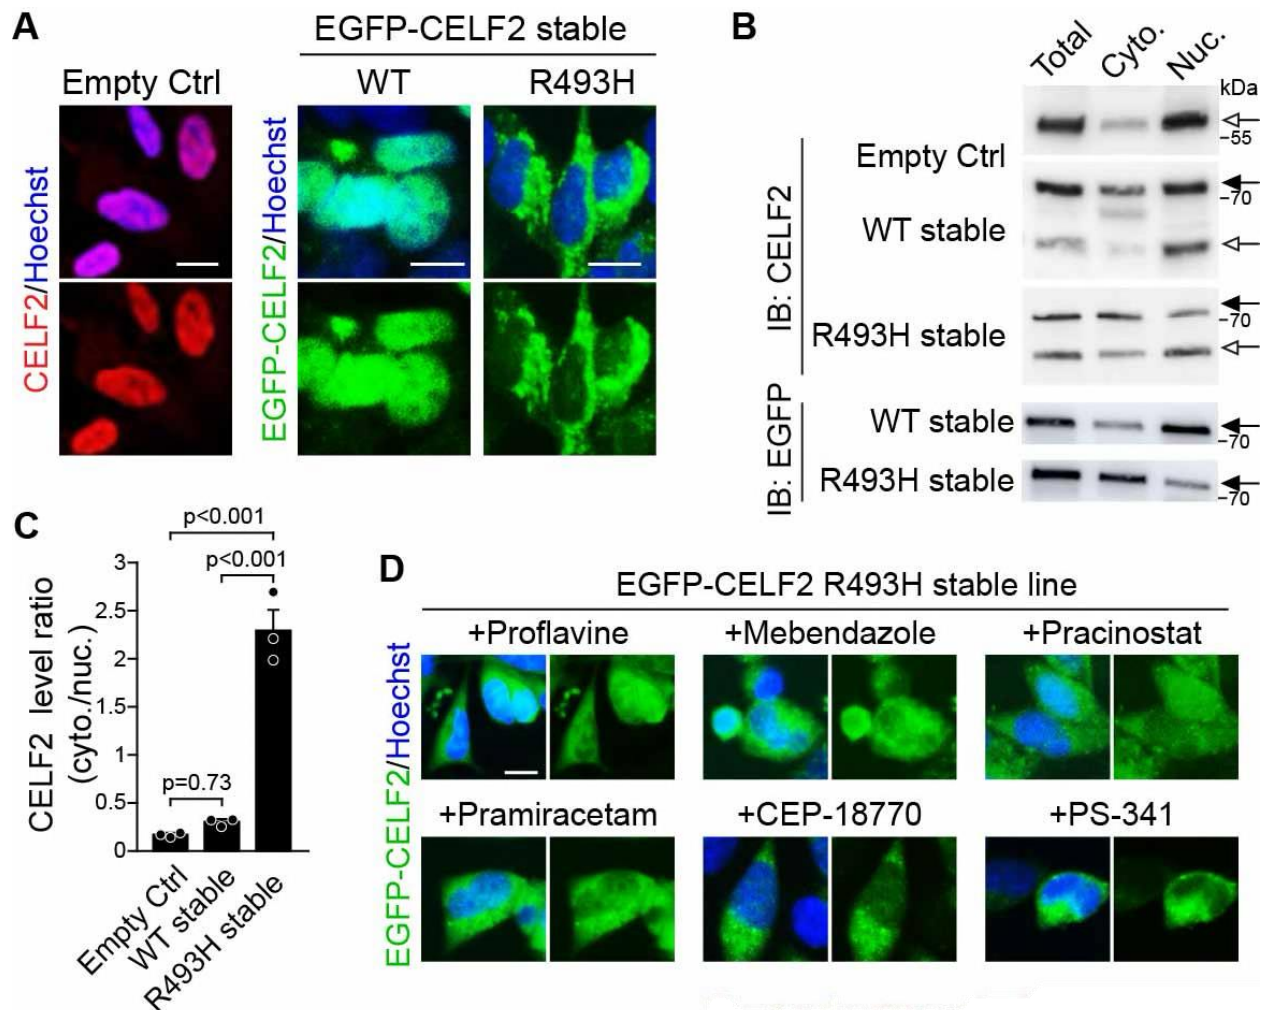 A
EGFP-CELF2 stable
Empty Ctrl
WT
R493H
CELF2/Hoechst
EGFP-CELF2/Hoechst
B
Total
Cyto.
Nuc.
kDa
IB: CELF2
Empty Ctrl
–55
WT stable
–70
R493H stable
–70
IB: EGFP
WT stable
–70
R493H stable
–70
C
p<0.001
p<0.001
p=0.73
CELF2 level ratio
(cyto./nuc.)
3
2.5
2
1.5
1
0.5
0
Empty Ctrl
WT stable
R493H stable
D
EGFP-CELF2 R493H stable line
EGFP-CELF2/Hoechst
+Proflavine
+Mebendazole
+Pracinostat
+Pramiracetam
+CEP-18770
+PS-341